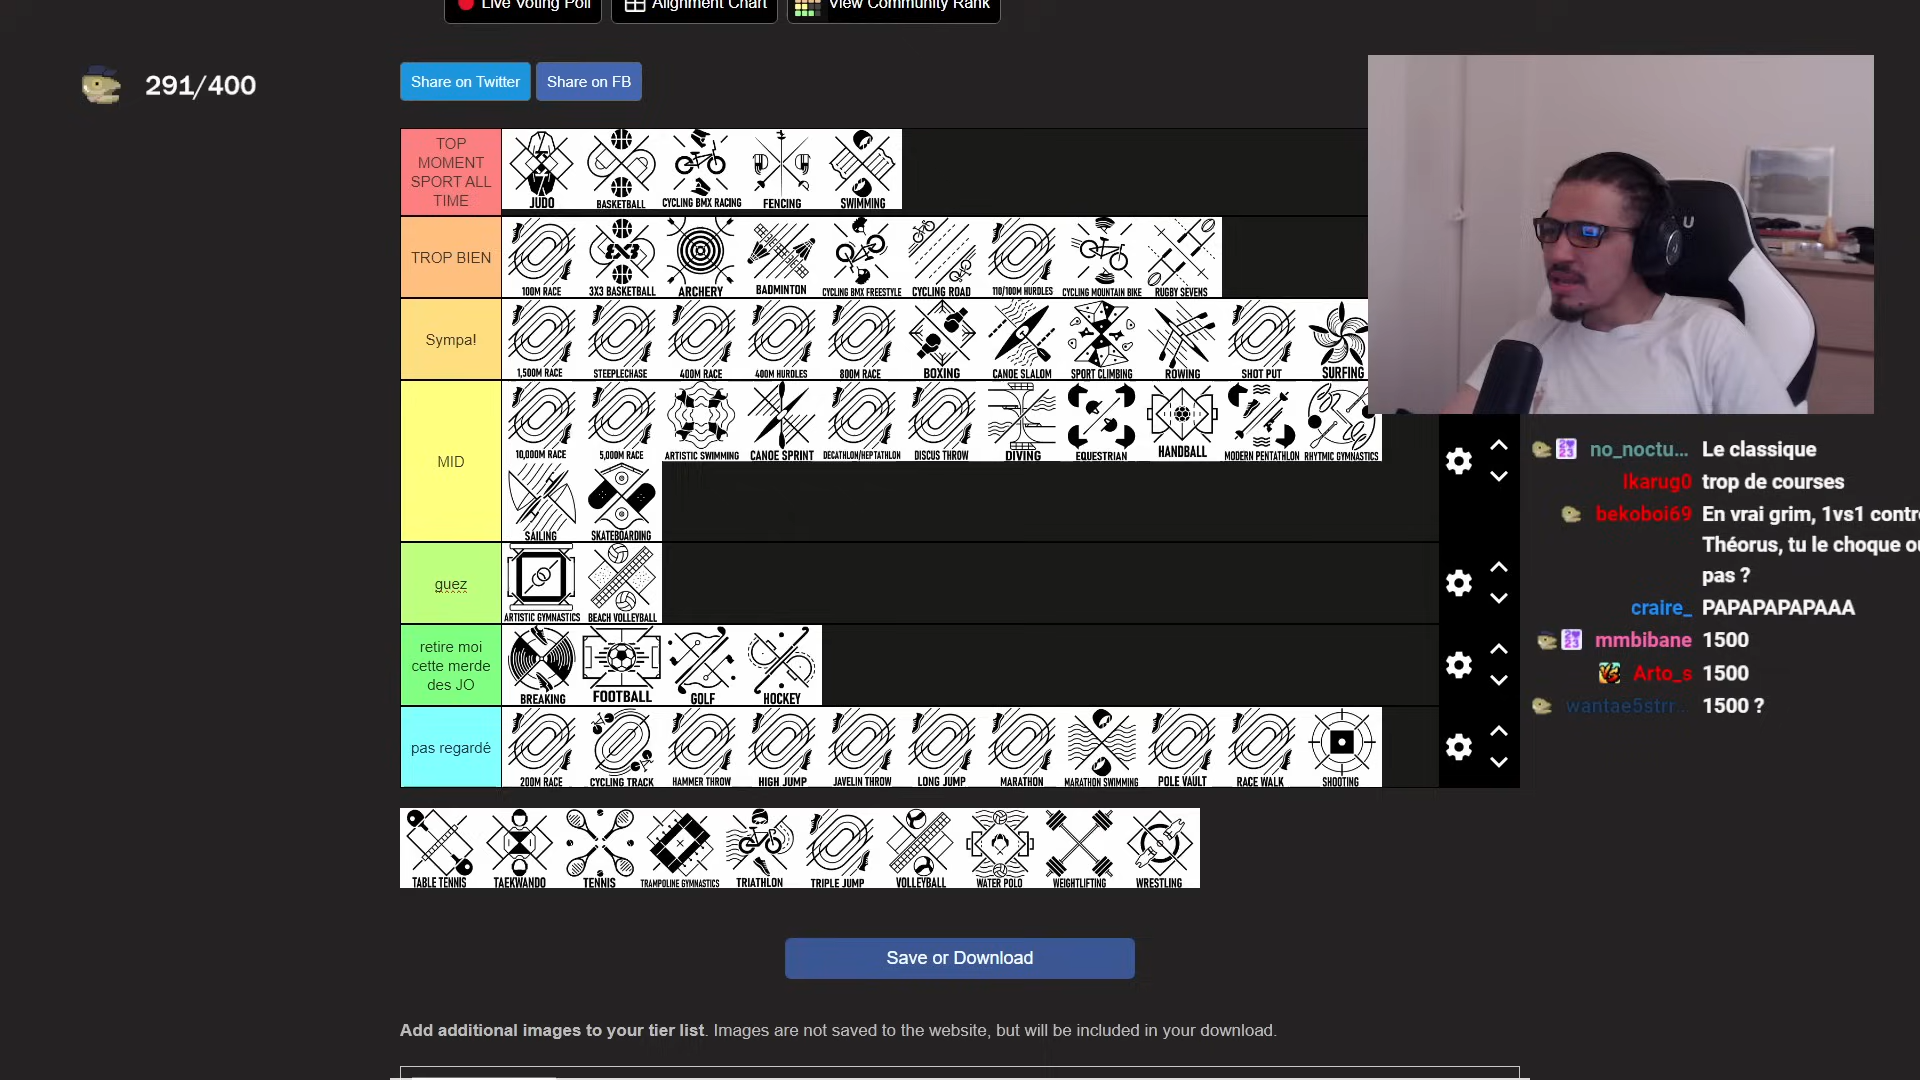 Live Voting Poll
Alignment Chart
View Community Rank
291/400
Share on Twitter
Share on FB
TOP
MOMENT
SPORT ALL
TIME
JUDO
BASKETBALL
CYCLING BMX RACING
FENCING
SWIMMING
TROP BIEN
100M RACE
3X3
3X3 BASKETBALL
ARCHERY
BADMINTON
CYCLING BMX FREESTYLE
CYCLING ROAD
110/100M HURDLES
CYCLING MOUNTAIN BIKE
RUGBY SEVENS
Sympa!
1,500M RACE
STEEPLECHASE
400M RACE
400M HURDLES
800M RACE
BOXING
CANOE SLALOM
SPORT CLIMBING
ROWING
SHOT PUT
SURFING
MID
10,000M RACE
5,000M RACE
ARTISTIC SWIMMING
CANOE SPRINT
DECATHLON/HEPTATHLON
DISCUS THROW
DIVING
EQUESTRIAN
HANDBALL
MODERN PENTATHLON
RHYTMIC GYMNASTICS
SAILING
SKATEBOARDING
guez
ARTISTIC GYMNASTICS
BEACH VOLLEYBALL
retire moi
cette merde
des JO
BREAKING
FOOTBALL
GOLF
HOCKEY
pas regardé
200M RACE
CYCLING TRACK
HAMMER THROW
HIGH JUMP
JAVELIN THROW
LONG JUMP
MARATHON
MARATHON SWIMMING
POLE VAULT
RACE WALK
SHOOTING
TABLE TENNIS
TAEKWANDO
TENNIS
TRAMPOLINE GYMNASTICS
TRIATHLON
TRIPLE JUMP
VOLLEYBALL
WATER POLO
WEIGHTLIFTING
WRESTLING
no_noctu... Le classique
Ikarug0 trop de courses
bekoboi69 En vrai grim, 1vs1 contre
Théorus, tu le choque ou
pas ?
craire_ PAPAPAPAPAAA
mmbibane 1500
Arto_s 1500
wantae5strr... 1500 ?
Save or Download
Add additional images to your tier list. Images are not saved to the website, but will be included in your download.